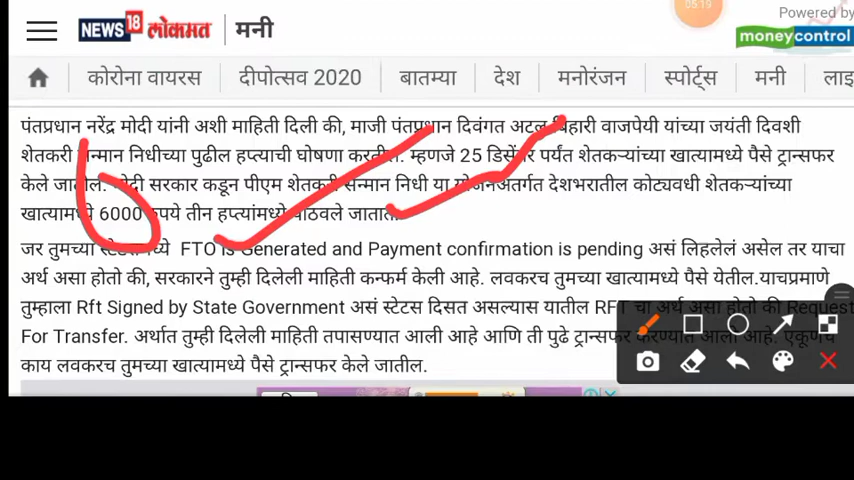 05:19
Powered by
NEWS 18 लोकमत मनी
moneycontrol
कोरोना वायरस दीपोत्सव 2020 बातम्या देश मनोरंजन स्पोर्ट्स मनी लाइ
पंतप्रधान नरेंद्र मोदी यांनी अशी माहिती दिली की, माजी पंतप्रधान दिवंगत अटल बिहारी वाजपेयी यांच्या जयंती दिवशी
शेतकरी सन्मान निधीच्या पुढील हप्त्याची घोषणा करतील. म्हणजे 25 डिसेंबर पर्यंत शेतकऱ्यांच्या खात्यामध्ये पैसे ट्रान्सफर
केले जातील. मोदी सरकार कडून पीएम शेतकरी सन्मान निधी या योजनेअंतर्गत देशभरातील कोट्यवधी शेतकऱ्यांच्या
खात्यामध्ये 6000 रुपये तीन हप्त्यांमध्ये पाठवले जातात.
जर तुमच्या स्टेटसमध्ये FTO is Generated and Payment confirmation is pending असं लिहलेलं असेल तर याचा
अर्थ असा होतो की, सरकारने तुम्ही दिलेली माहिती कन्फर्म केली आहे. लवकरच तुमच्या खात्यामध्ये पैसे येतील.याचप्रमाणे
तुम्हाला Rft Signed by State Government असं स्टेटस दिसत असल्यास यातील RFT चा अर्थ असा होतो की Request
For Transfer. अर्थात तुम्ही दिलेली माहिती तपासण्यात आली आहे आणि ती पुढे ट्रान्सफर करण्यात आली आहे. एकूणच
काय लवकरच तुमच्या खात्यामध्ये पैसे ट्रान्सफर केले जातील.